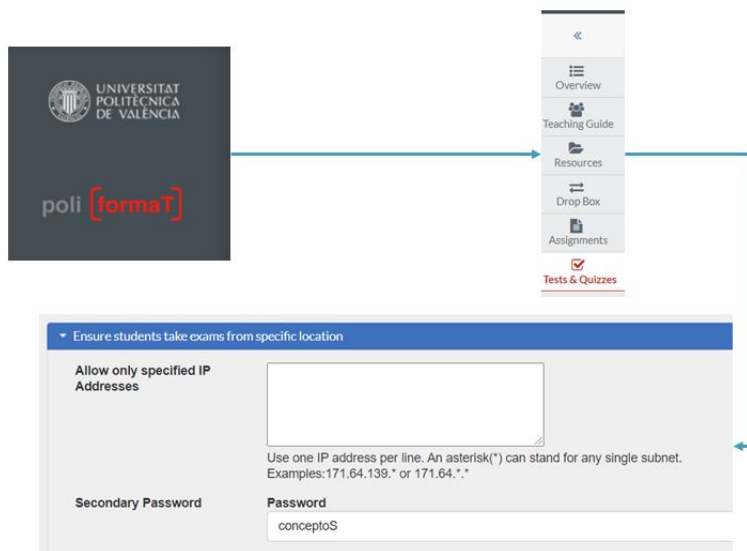 UNIVERSITAT
POLITÈCNICA
DE VALÈNCIA
poli [formaT]
«
Overview
Teaching Guide
Resources
Drop Box
Assignments
Tests & Quizzes
Ensure students take exams from specific location
Allow only specified IP
Addresses
Use one IP address per line. An asterisk(*) can stand for any single subnet.
Examples:171.64.139.* or 171.64.*.*
Secondary Password
Password
conceptoS